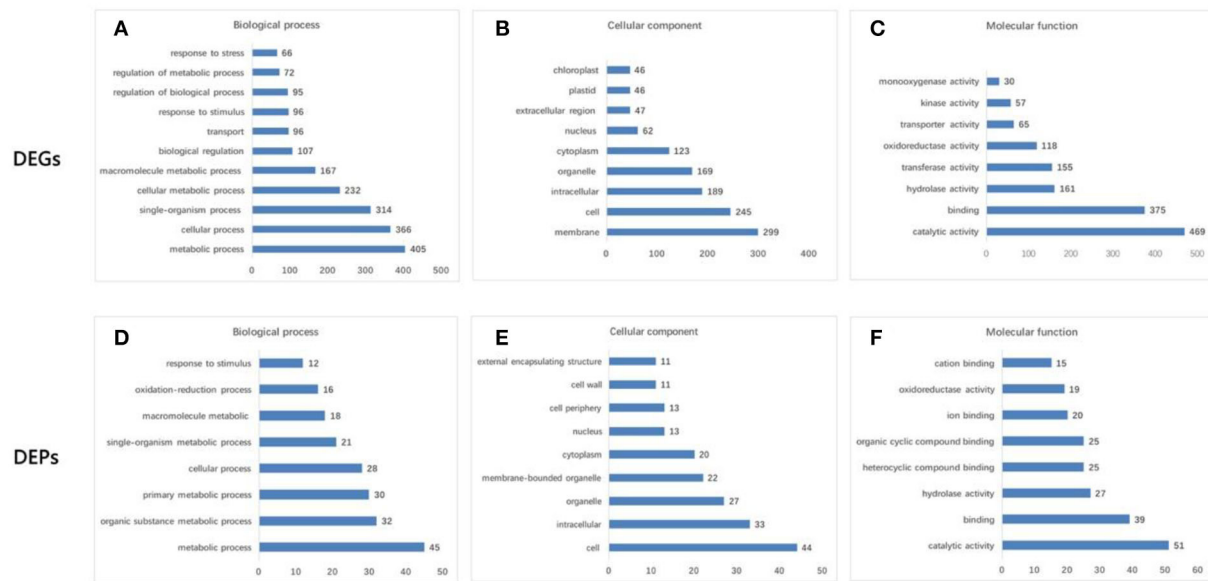 A Biological process
response to stress 66
regulation of metabolic process 72
regulation of biological process 95
response to stimulus 96
transport 96
biological regulation 107
macromolecule metabolic process 167
cellular metabolic process 232
single-organism process 314
cellular process 366
metabolic process 405
0 100 200 300 400 500
B Cellular component
chloroplast 46
plastid 46
extracellular region 47
nucleus 62
cytoplasm 123
organelle 169
intracellular 189
cell 245
membrane 299
0 100 200 300 400
C Molecular function
monooxygenase activity 30
kinase activity 57
transporter activity 65
oxidoreductase activity 118
transferase activity 155
hydrolase activity 161
binding 375
catalytic activity 469
0 100 200 300 400 500
DEGs
D Biological process
response to stimulus 12
oxidation-reduction process 16
macromolecule metabolic 18
single-organism metabolic process 21
cellular process 28
primary metabolic process 30
organic substance metabolic process 32
metabolic process 45
0 10 20 30 40 50
E Cellular component
external encapsulating structure 11
cell wall 11
cell periphery 13
nucleus 13
cytoplasm 20
membrane-bounded organelle 22
organelle 27
intracellular 33
cell 44
0 10 20 30 40 50
F Molecular function
cation binding 15
oxidoreductase activity 19
ion binding 20
organic cyclic compound binding 25
heterocyclic compound binding 25
hydrolase activity 27
binding 39
catalytic activity 51
0 10 20 30 40 50 60
DEPs